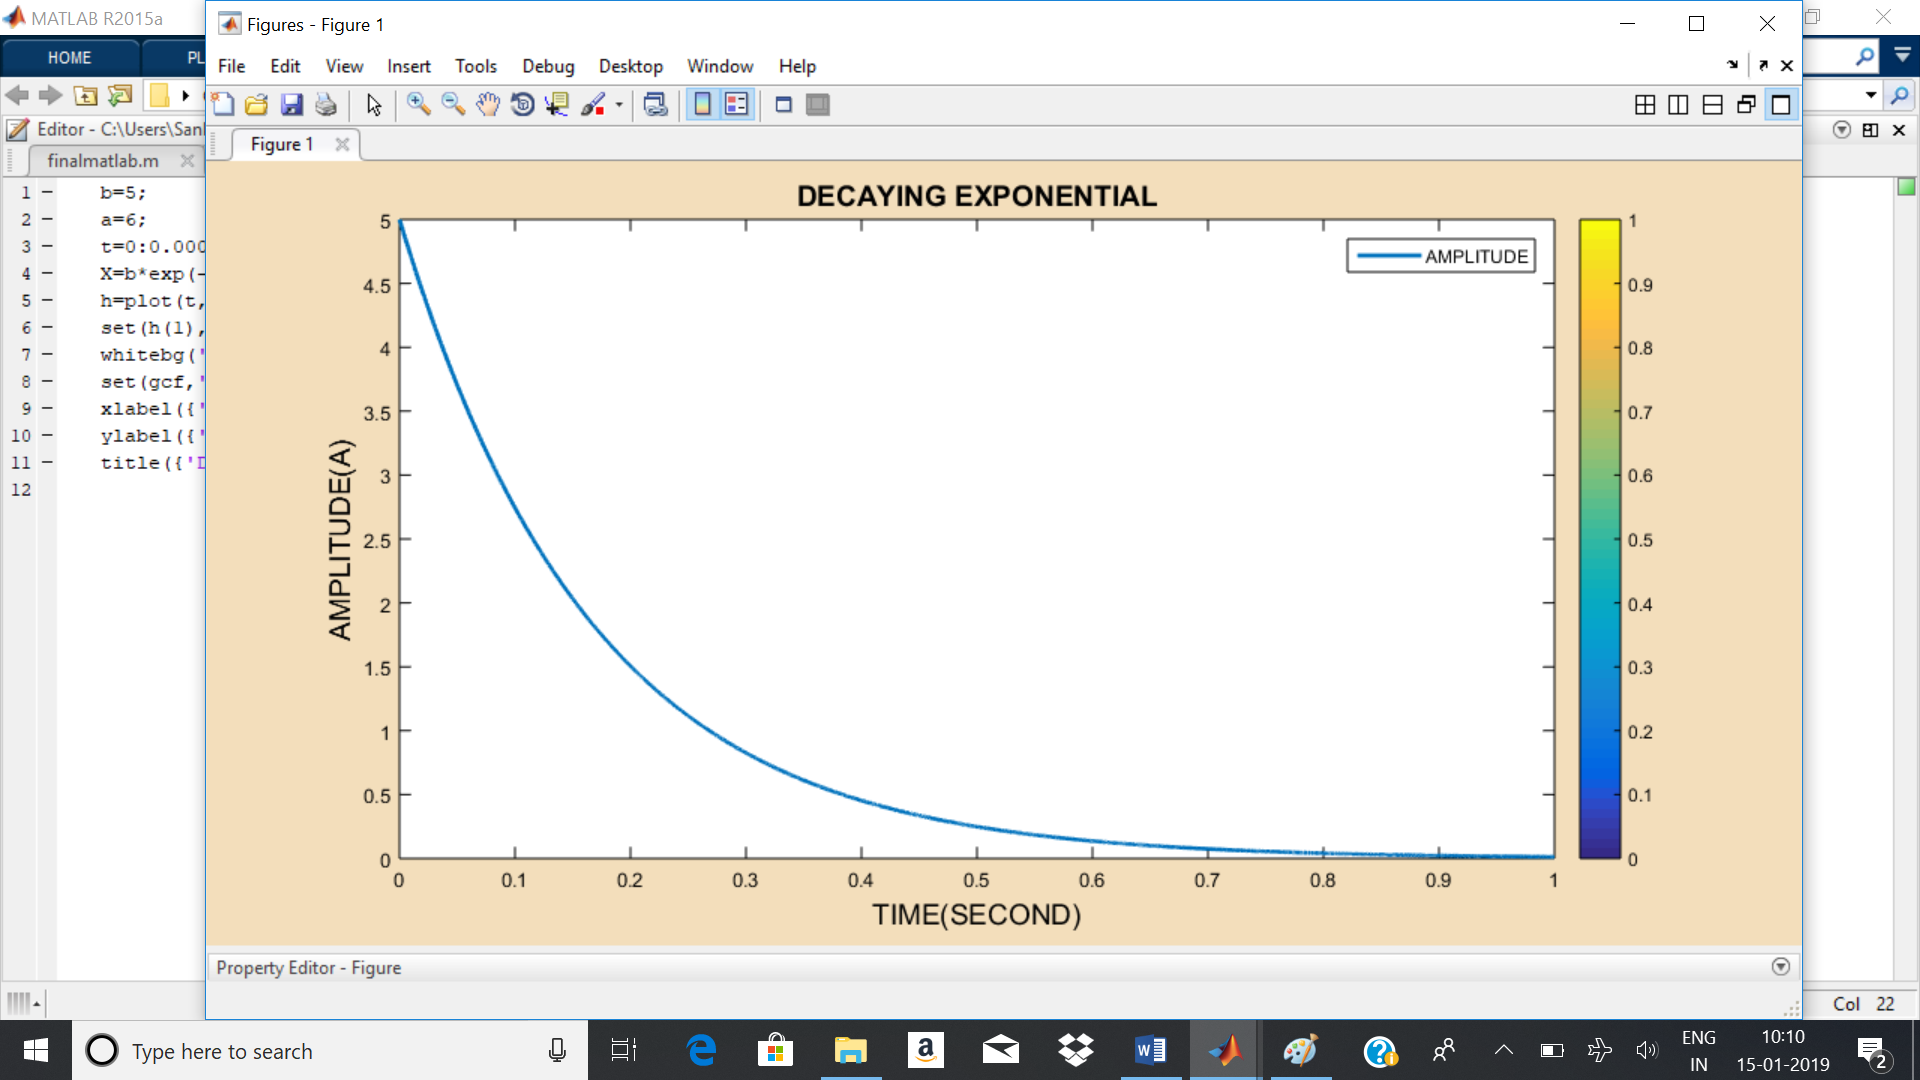 MATLAB R2015a
Figures - Figure 1
HOME
File Edit View Insert Tools Debug Desktop Window Help
Editor - C:\Users\San
Figure 1
finalmatlab.m
1 b=5;
2 a=6;
3 t=0:0.000
4 X=b*exp(-
5 h=plot(t,
6 set(h(1),
7 whitebg('
8 set(gcf,'
9 xlabel({'
10 ylabel({'
11 title({'D
12
DECAYING EXPONENTIAL
AMPLITUDE
5
4.5
4
3.5
3
2.5
2
1.5
1
0.5
0
AMPLITUDE(A)
0 0.1 0.2 0.3 0.4 0.5 0.6 0.7 0.8 0.9 1
TIME(SECOND)
1
0.9
0.8
0.7
0.6
0.5
0.4
0.3
0.2
0.1
0
Property Editor - Figure
Col 22
Type here to search
a
W
ENG
IN
10:10
15-01-2019
2